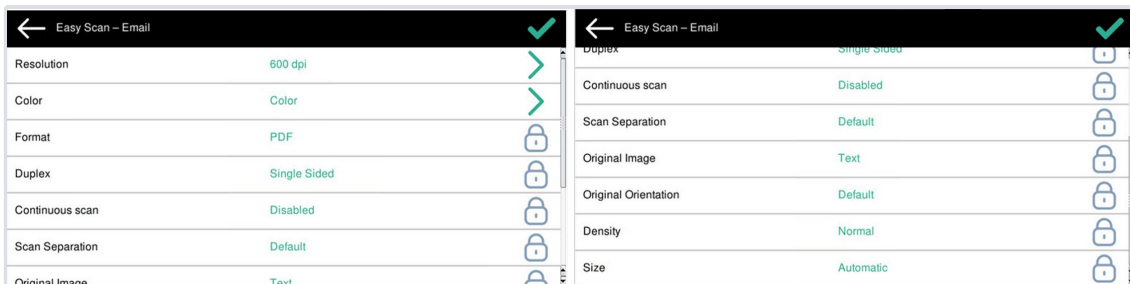 Easy Scan – Email
Resolution 600 dpi
Color Color
Format PDF
Duplex Single Sided
Continuous scan Disabled
Scan Separation Default
Original Image Text
Easy Scan – Email
Duplex Single Sided
Continuous scan Disabled
Scan Separation Default
Original Image Text
Original Orientation Default
Density Normal
Size Automatic